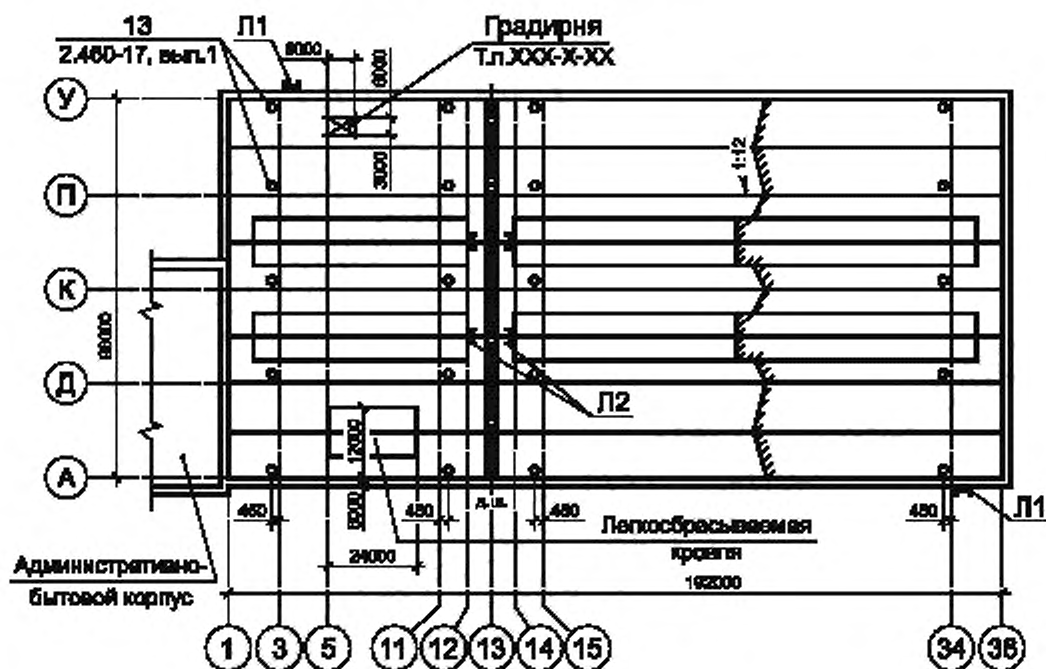 13
2.460-17, вып.1
Л1
6000
Градирня
Т.п.XXX-X-XX
6000
3000
1:12
У
П
К
Д
А
Л2
12000
6000
450
450
д.ш.
450
450
Л1
24000
Легкосбрасываемая
кровля
192000
Административно-
бытовой корпус
1
3
5
11
12
13
14
15
34